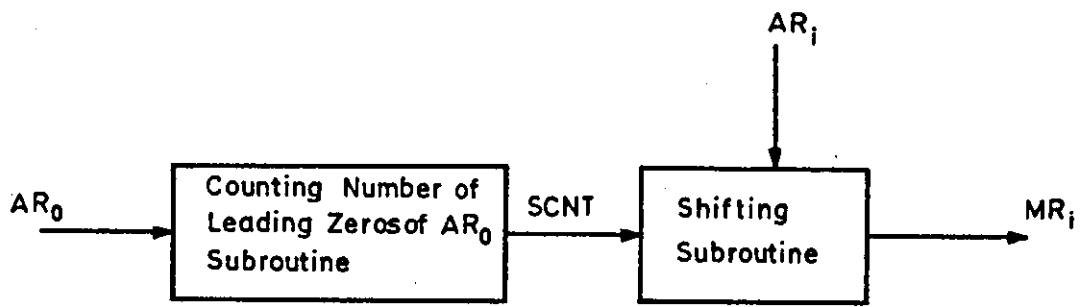 AR_i
AR_0
Counting Number of
Leading Zerosof AR_0
Subroutine
SCNT
Shifting
Subroutine
MR_i